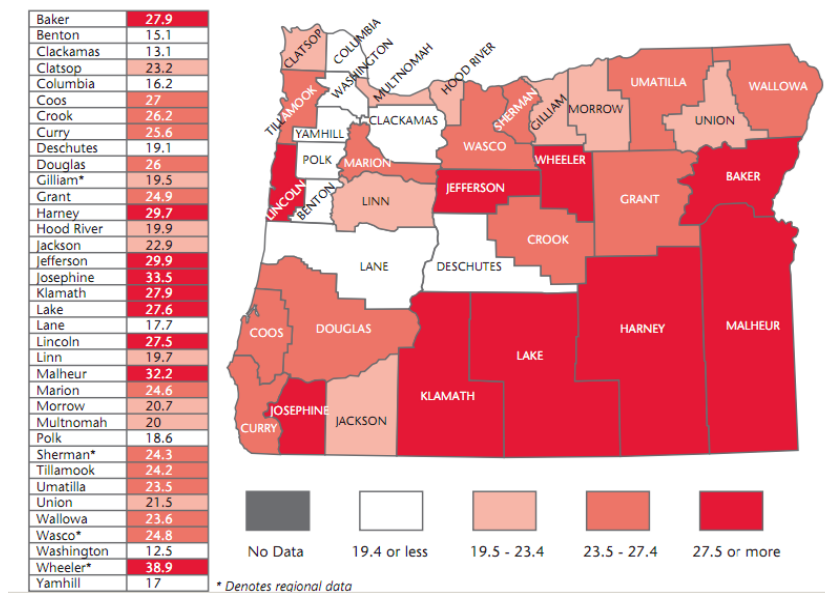 Baker 27.9
Benton 15.1
Clackamas 13.1
Clatsop 23.2
Columbia 16.2
Coos 27
Crook 26.2
Curry 25.6
Deschutes 19.1
Douglas 26
Gilliam* 19.5
Grant 24.9
Harney 29.7
Hood River 19.9
Jackson 22.9
Jefferson 29.9
Josephine 33.5
Klamath 27.9
Lake 27.6
Lane 17.7
Lincoln 27.5
Linn 19.7
Malheur 32.2
Marion 24.6
Morrow 20.7
Multnomah 20
Polk 18.6
Sherman* 24.3
Tillamook 24.2
Umatilla 23.5
Union 21.5
Wallowa 23.6
Wasco* 24.8
Washington 12.5
Wheeler* 38.9
Yamhill 17
CLATSOP
COLUMBIA
WASHINGTON
MULTNOMAH
HOOD RIVER
TILLAMOOK
YAMHILL
CLACKAMAS
WASCO
SHERMAN
GILLIAM
MORROW
UMATILLA
UNION
WALLOWA
POLK
MARION
WHEELER
JEFFERSON
BAKER
LINCOLN
BENTON
LINN
GRANT
CROOK
LANE
DESCHUTES
COOS
DOUGLAS
LAKE
HARNEY
MALHEUR
KLAMATH
JOSEPHINE
JACKSON
CURRY
No Data
19.4 or less
19.5 - 23.4
23.5 - 27.4
27.5 or more
* Denotes regional data